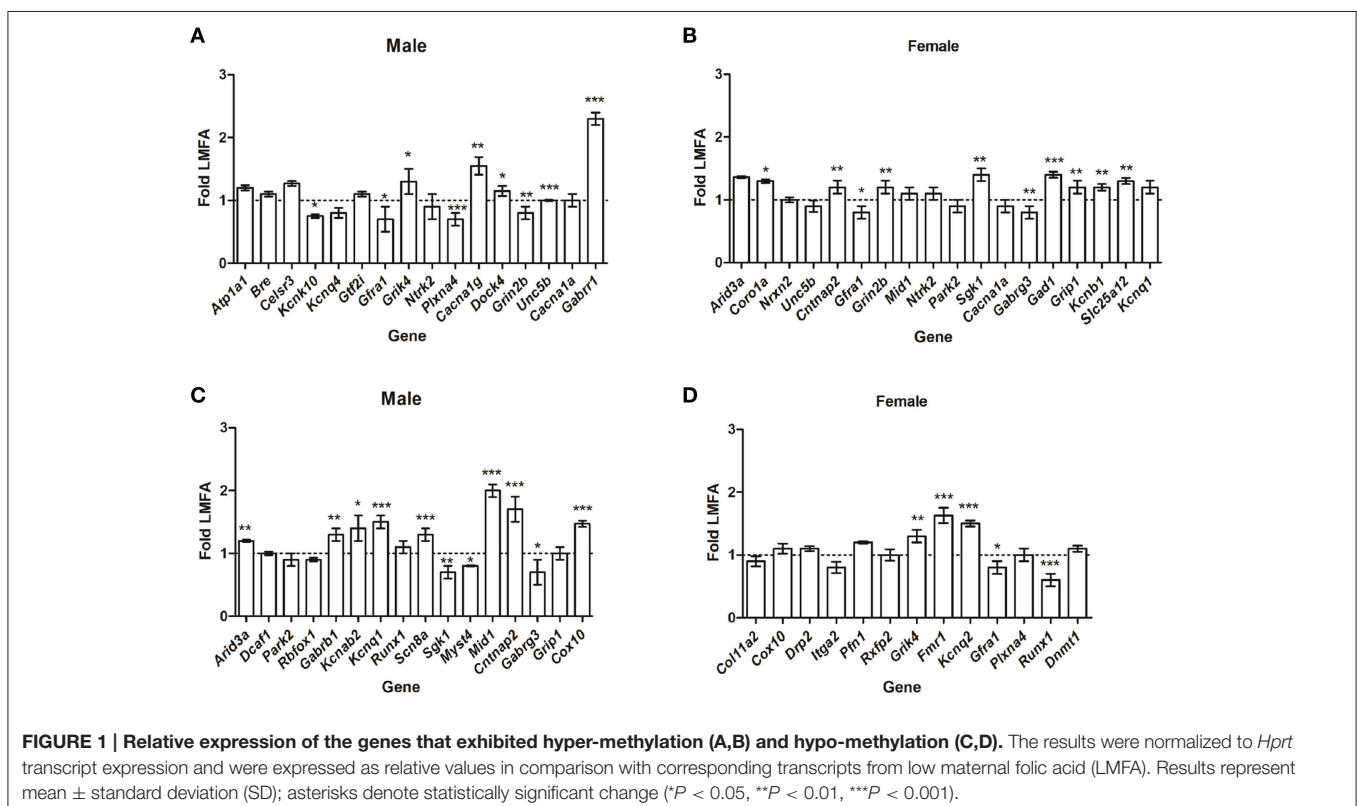 A
Male
Fold LMFA
3
2
1
0
*
***
*
*
**
*
**
***
***
Atp1a1
Bre
Celsr3
Kcnk10
Kcnq4
Gtf2i
Gfra1
Grik4
Ntrk2
Plxna4
Cacna1g
Dock4
Grin2b
Unc5b
Cacna1a
Gabrr1
Gene
B
Female
Fold LMFA
3
2
1
0
*
**
*
**
**
**
***
**
**
**
Arid3a
Coro1a
Nrxn2
Unc5b
Cntnap2
Gfra1
Grin2b
Mid1
Ntrk2
Park2
Sgk1
Cacna1a
Gabrg3
Gad1
Grip1
Kcnb1
Slc25a12
Kcnq1
Gene
C
Male
Fold LMFA
3
2
1
0
**
**
*
***
***
**
*
***
***
*
***
Arid3a
Dcaf1
Park2
Rbfox1
Gabrb1
Kcnab2
Kcnq1
Runx1
Scn8a
Sgk1
Myst4
Mid1
Cntnap2
Gabrg3
Grip1
Cox10
Gene
D
Female
Fold LMFA
3
2
1
0
**
***
***
*
***
Col11a2
Cox10
Drp2
Itga2
Pfn1
Rxfp2
Grik4
Fmr1
Kcnq2
Gfra1
Plxna4
Runx1
Dnmt1
Gene
FIGURE 1 | Relative expression of the genes that exhibited hyper-methylation (A,B) and hypo-methylation (C,D). The results were normalized to Hprt
transcript expression and were expressed as relative values in comparison with corresponding transcripts from low maternal folic acid (LMFA). Results represent
mean ± standard deviation (SD); asterisks denote statistically significant change (*P < 0.05, **P < 0.01, ***P < 0.001).